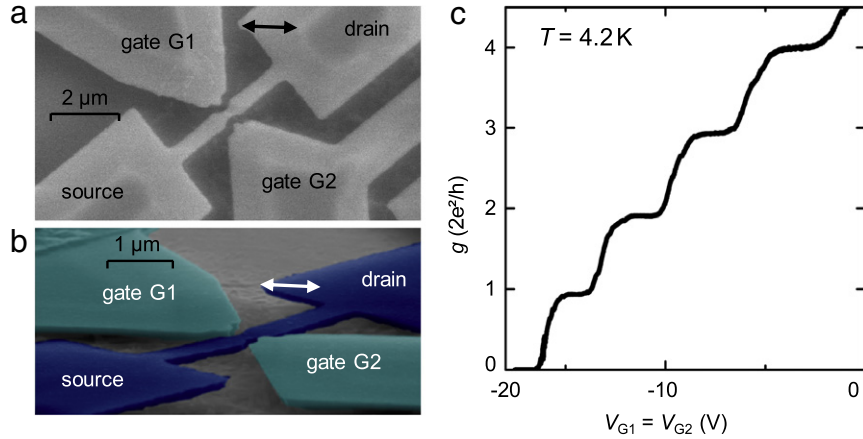 a
gate G1
drain
2 µm
source
gate G2
b
1 µm
gate G1
drain
source
gate G2
c
T = 4.2 K
4
3
2
1
0
g (2e²/h)
-20
-10
0
V_G1 = V_G2 (V)